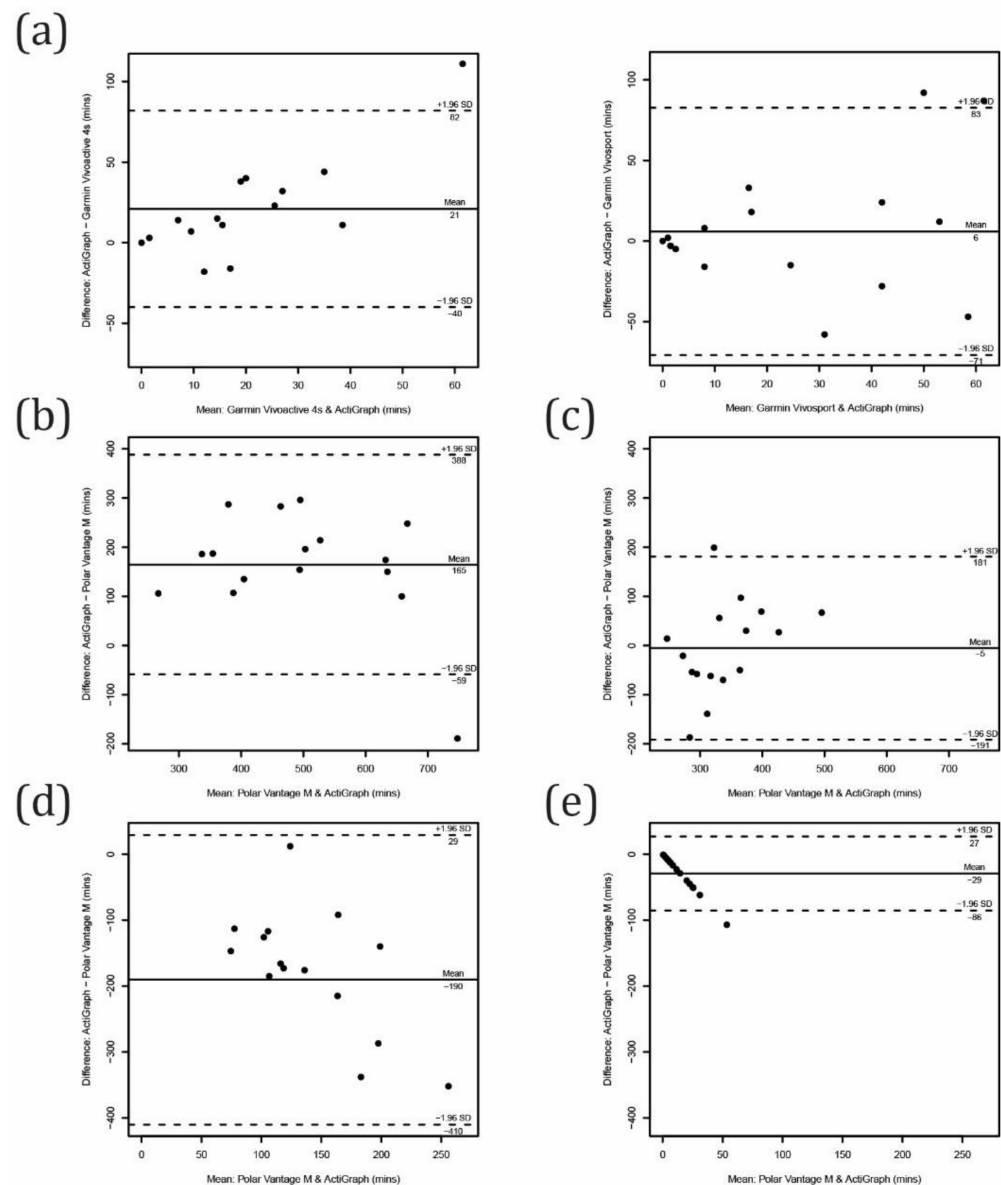 (a)
Difference: ActiGraph − Garmin Vivoactive 4s (mins)
100
50
0
−50
+1.96 SD
82
Mean
21
−1.96 SD
−40
0 10 20 30 40 50 60
Mean: Garmin Vivoactive 4s & ActiGraph (mins)
Difference: ActiGraph − Garmin Vivosport (mins)
100
50
0
−50
+1.96 SD
83
Mean
6
−1.96 SD
−71
0 10 20 30 40 50 60
Mean: Garmin Vivosport & ActiGraph (mins)
(b)
Difference: ActiGraph − Polar Vantage M (mins)
400
300
200
100
0
−100
−200
+1.96 SD
388
Mean
165
−1.96 SD
−59
300 400 500 600 700
Mean: Polar Vantage M & ActiGraph (mins)
(c)
Difference: ActiGraph − Polar Vantage M (mins)
400
300
200
100
0
−100
−200
+1.96 SD
181
Mean
−5
−1.96 SD
−191
300 400 500 600 700
Mean: Polar Vantage M & ActiGraph (mins)
(d)
Difference: ActiGraph − Polar Vantage M (mins)
0
−100
−200
−300
−400
+1.96 SD
29
Mean
−190
−1.96 SD
−410
0 50 100 150 200 250
Mean: Polar Vantage M & ActiGraph (mins)
(e)
Difference: ActiGraph − Polar Vantage M (mins)
0
−100
−200
−300
−400
+1.96 SD
27
Mean
−29
−1.96 SD
−86
0 50 100 150 200 250
Mean: Polar Vantage M & ActiGraph (mins)